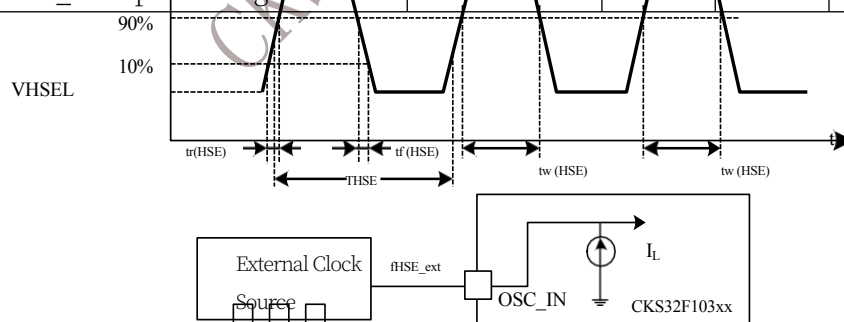 90%
10%
VHSEL
t
tr(HSE)
tf (HSE)
tw (HSE)
tw (HSE)
THSE
External Clock
Source
fHSE_ext
OSC_IN
IL
CKS32F103xx